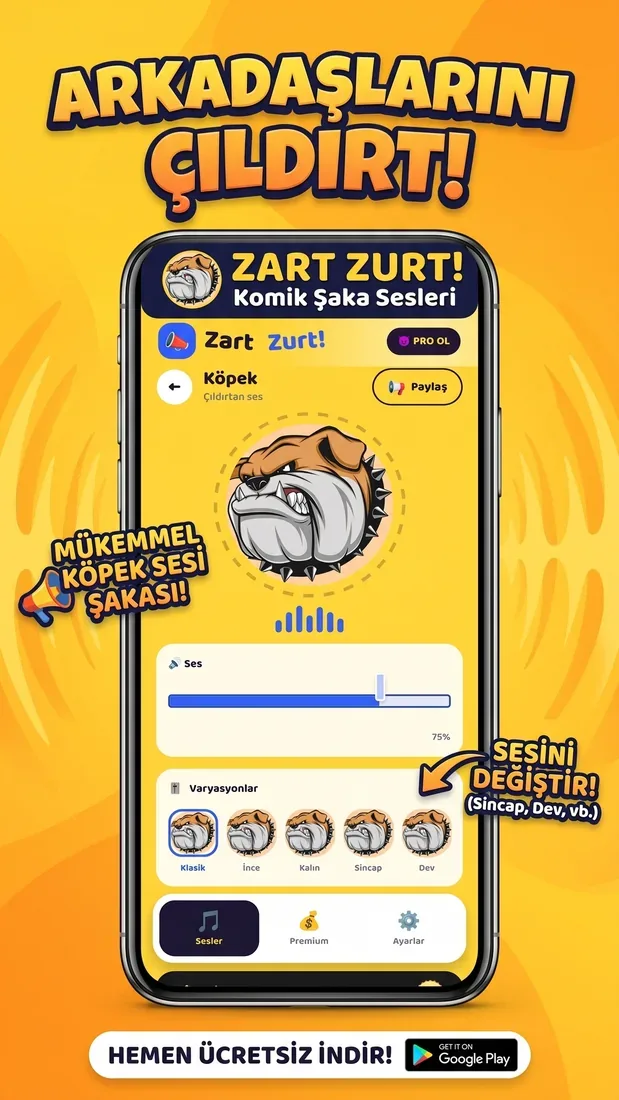 ARKADAŞLARINI
ÇILDIRT!
ZART ZURT!
Komik Şaka Sesleri
Zart Zurt!
PRO OL
Köpek
Çıldırtan ses
Paylaş
MÜKEMMEL
KÖPEK SESİ
ŞAKASI!
Ses
75%
SESİNİ
DEĞİŞTİR!
(Sincap, Dev, vb.)
Varyasyonlar
Klasik
İnce
Kalın
Sincap
Dev
Sesler
Premium
Ayarlar
HEMEN ÜCRETSİZ İNDİR!
GET IT ON
Google Play